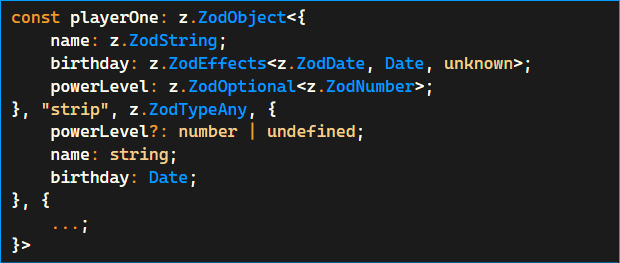 const playerOne: z.ZodObject<{
    name: z.ZodString;
    birthday: z.ZodEffects<z.ZodDate, Date, unknown>;
    powerLevel: z.ZodOptional<z.ZodNumber>;
}, "strip", z.ZodTypeAny, {
    powerLevel?: number | undefined;
    name: string;
    birthday: Date;
}, {
    ...;
}>